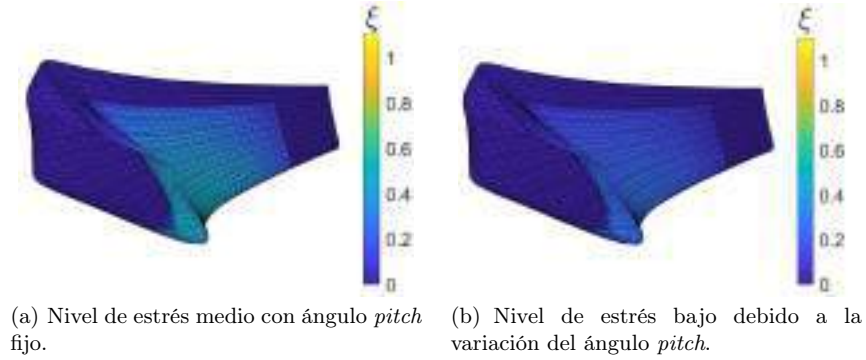 ξ
1
0.8
0.6
0.4
0.2
0
ξ
1
0.8
0.6
0.4
0.2
0
(a) Nivel de estrés medio con ángulo pitch
fijo.
(b) Nivel de estrés bajo debido a la
variación del ángulo pitch.